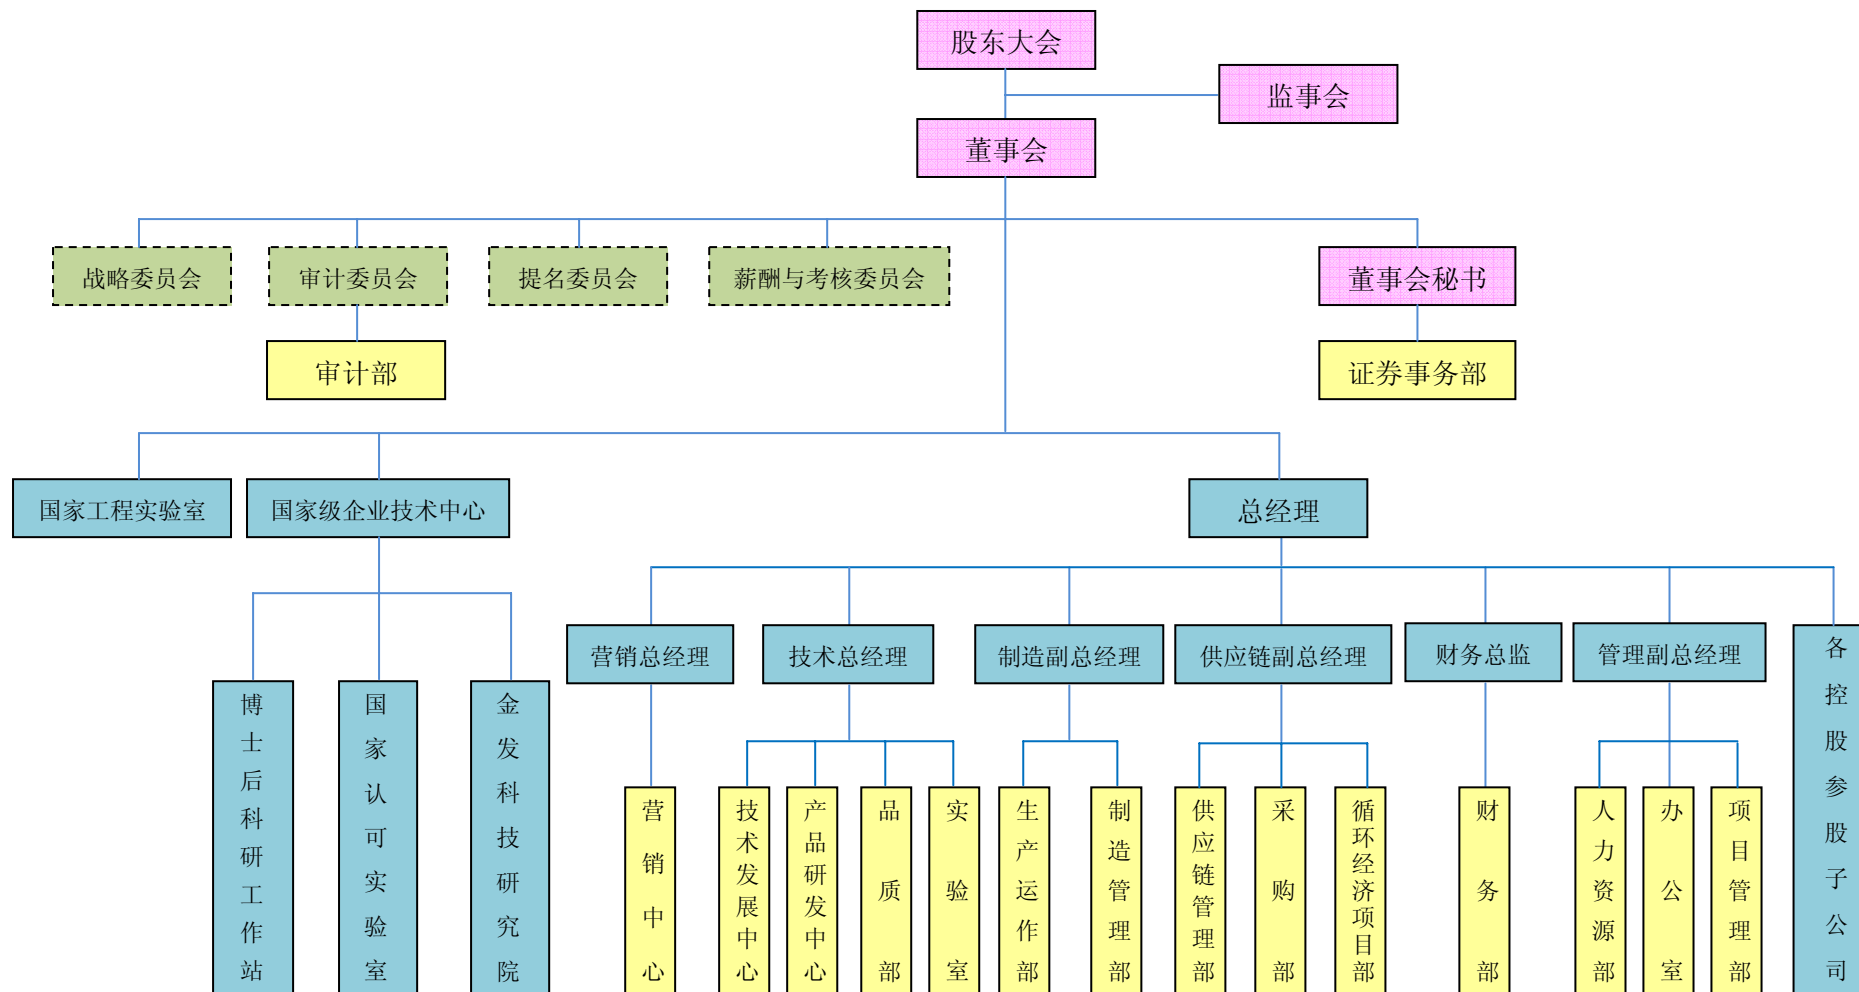 股东大会
监事会
董事会
战略委员会
审计委员会
提名委员会
薪酬与考核委员会
董事会秘书
审计部
证券事务部
国家工程实验室
国家级企业技术中心
总经理
营销总经理
技术总经理
制造副总经理
供应链副总经理
财务总监
管理副总经理
各控股参股子公司
博士后科研工作站
国家认可实验室
金发科技研究院
营销中心
技术发展中心
产品研发中心
品质部
实验室
生产运作部
制造管理部
供应链管理部
采购部
循环经济项目部
财务部
人力资源部
办公室
项目管理部